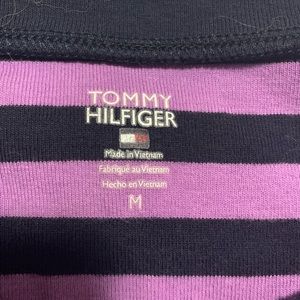 TOMMY
HILFIGER
Made in Vietnam
Fabriqué au Vietnam
Hecho en Vietnam
M